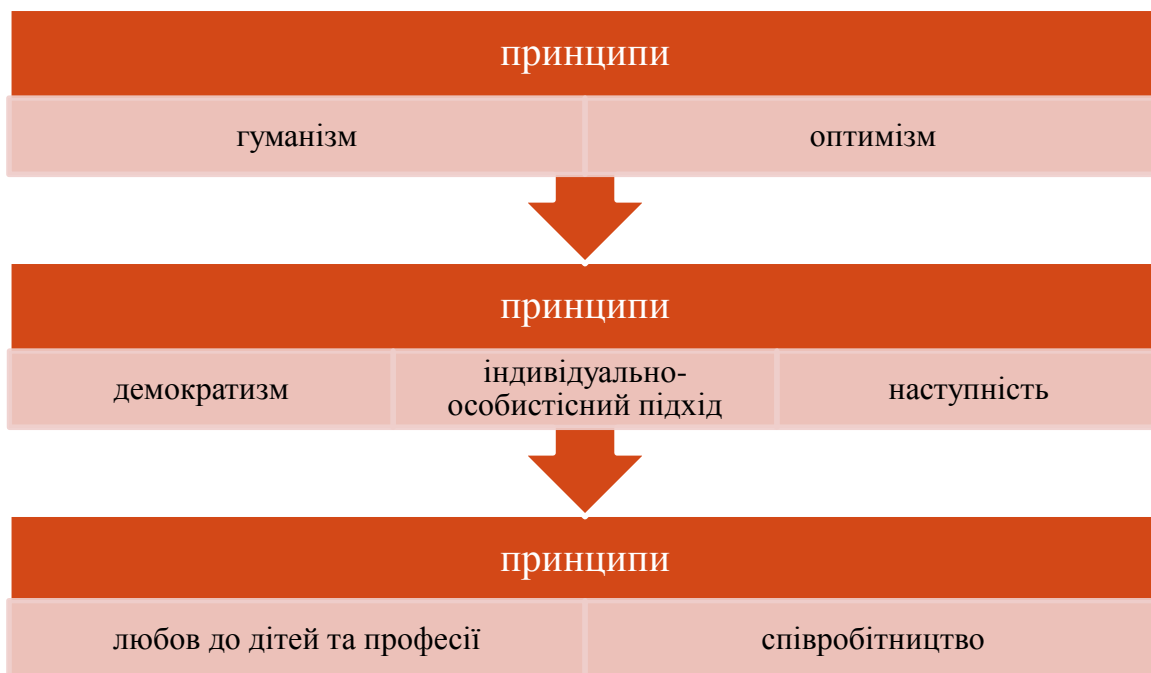 принципи
гуманізм
оптимізм
принципи
демократизм
індивідуально-
особистісний підхід
наступність
принципи
любов до дітей та професії
співробітництво